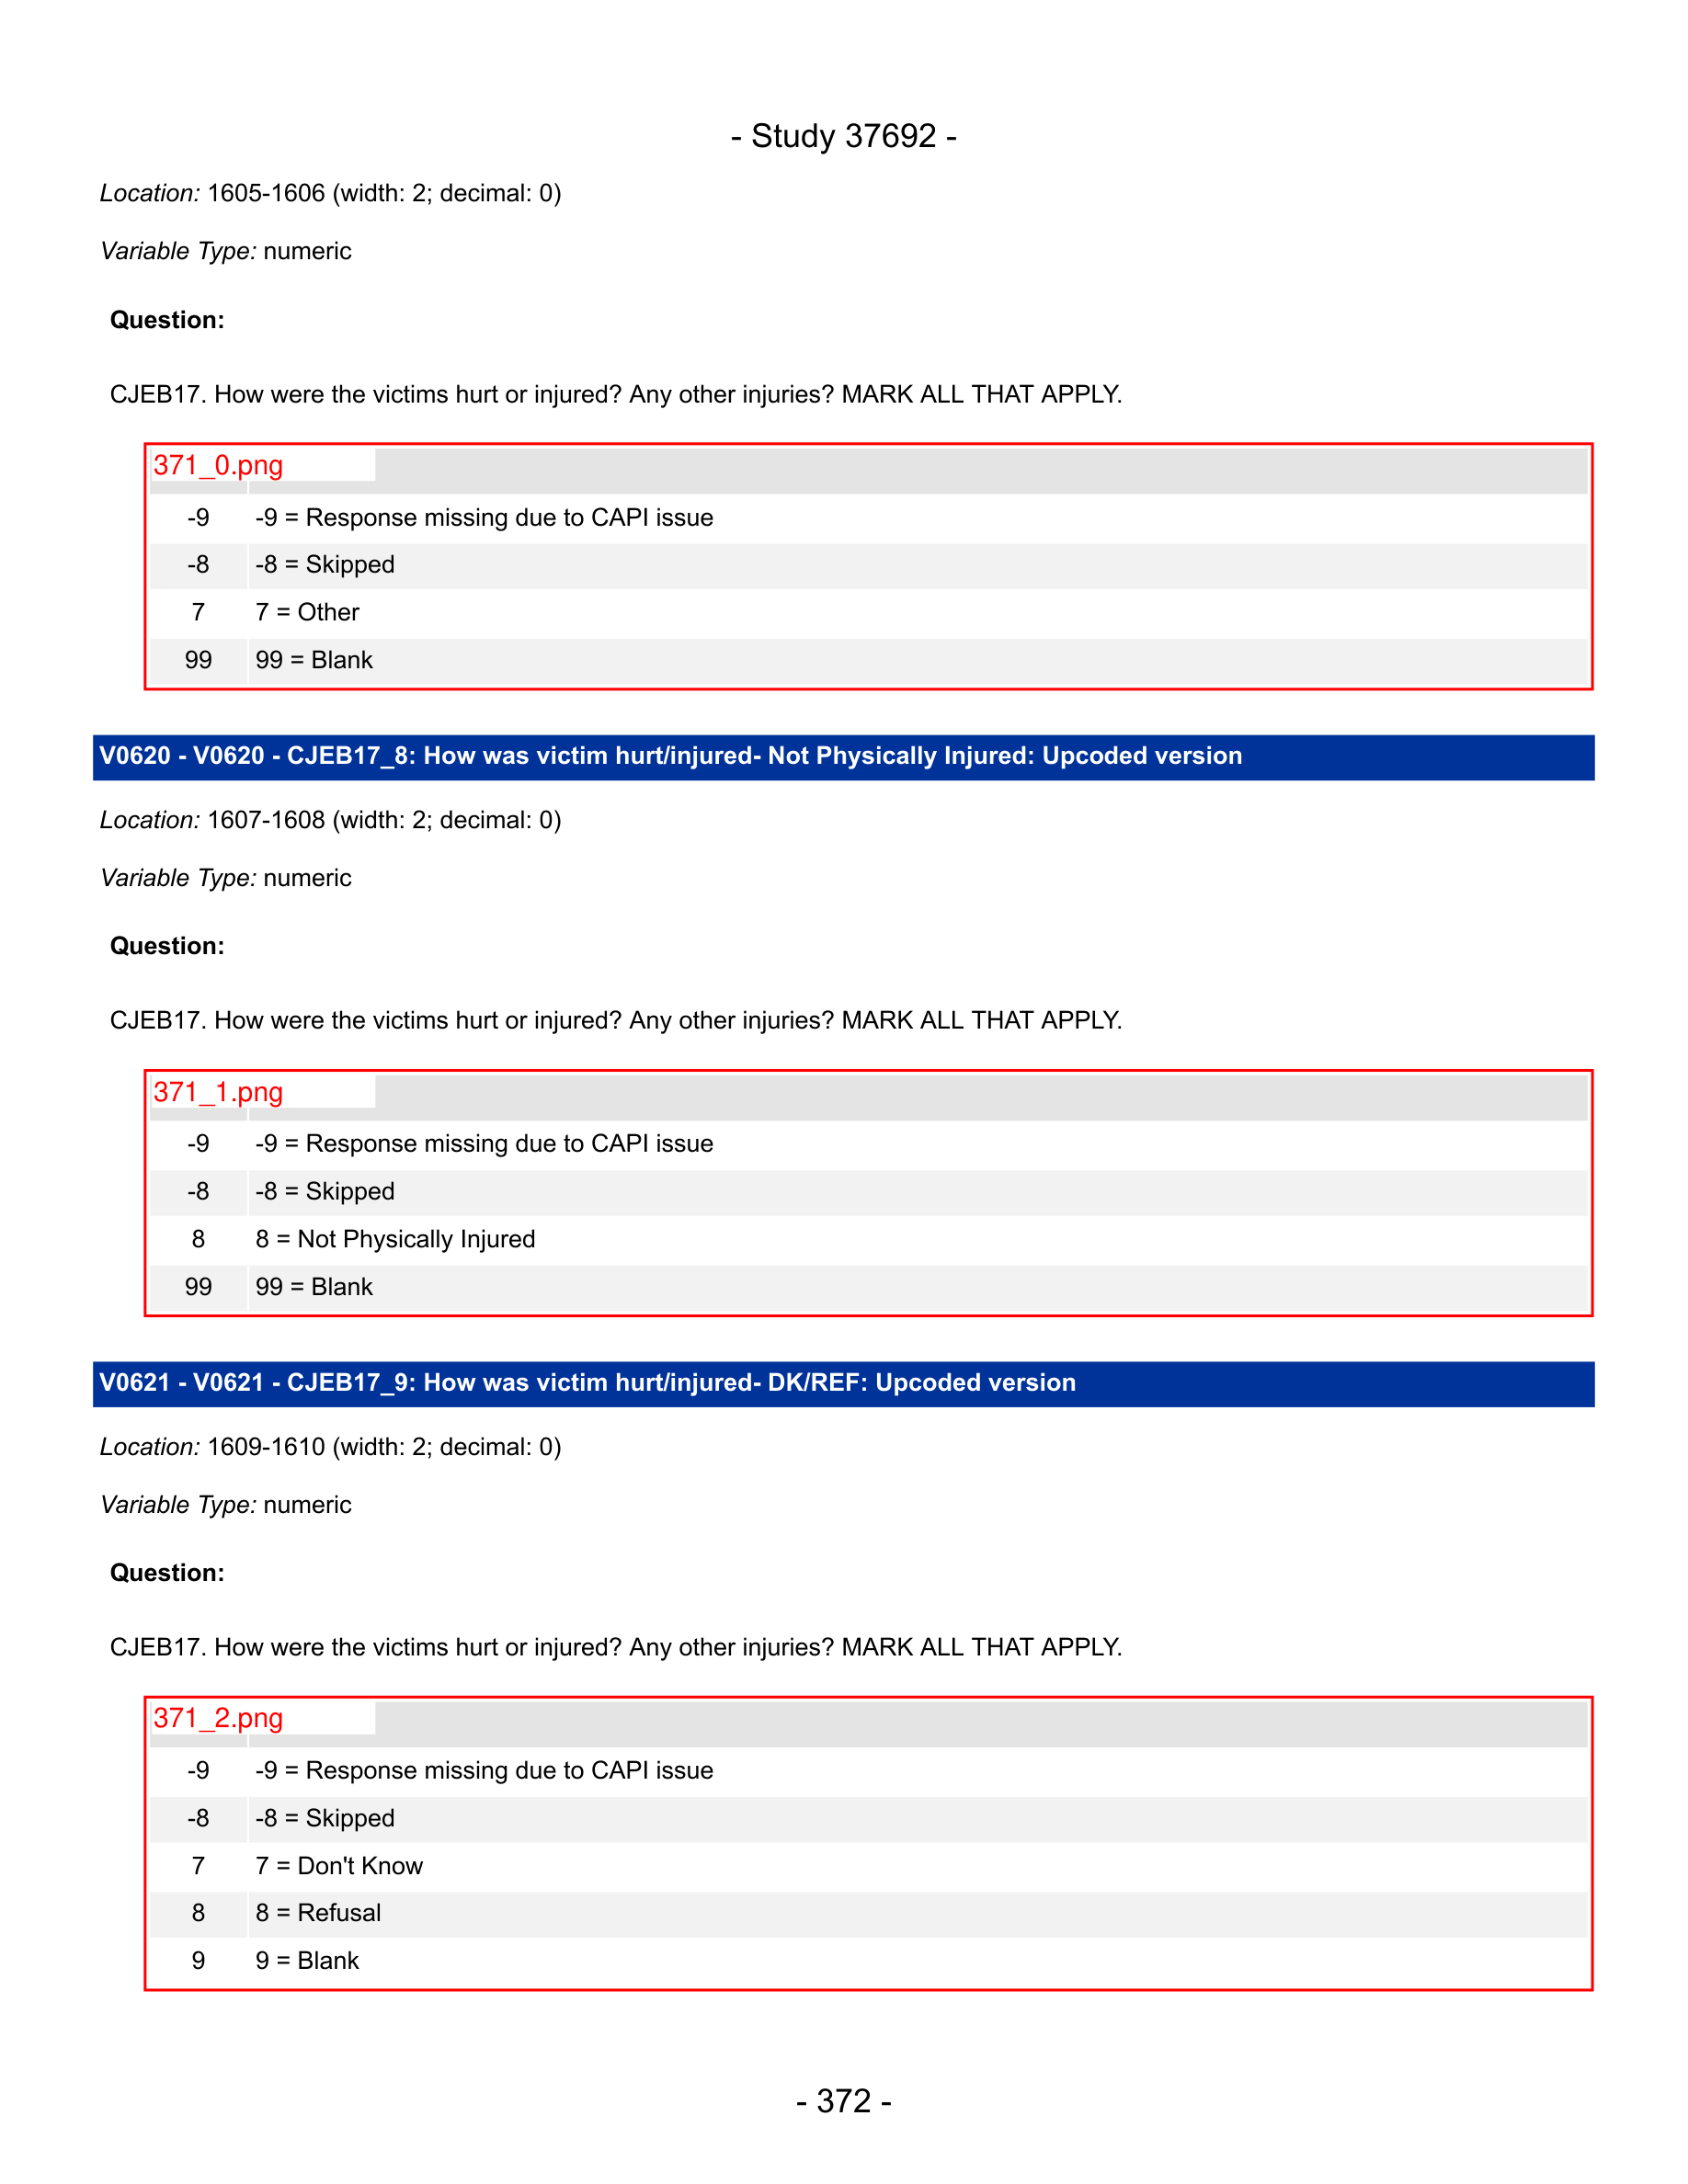 - Study 37692 -
Location: 1605-1606 (width: 2; decimal: 0)
Variable Type: numeric
Question:
CJEB17. How were the victims hurt or injured? Any other injuries? MARK ALL THAT APPLY.
371_0.png
-9 -9 = Response missing due to CAPI issue
-8 -8 = Skipped
7 7 = Other
99 99 = Blank
V0620 - V0620 - CJEB17_8: How was victim hurt/injured- Not Physically Injured: Upcoded version
Location: 1607-1608 (width: 2; decimal: 0)
Variable Type: numeric
Question:
CJEB17. How were the victims hurt or injured? Any other injuries? MARK ALL THAT APPLY.
371_1.png
-9 -9 = Response missing due to CAPI issue
-8 -8 = Skipped
8 8 = Not Physically Injured
99 99 = Blank
V0621 - V0621 - CJEB17_9: How was victim hurt/injured- DK/REF: Upcoded version
Location: 1609-1610 (width: 2; decimal: 0)
Variable Type: numeric
Question:
CJEB17. How were the victims hurt or injured? Any other injuries? MARK ALL THAT APPLY.
371_2.png
-9 -9 = Response missing due to CAPI issue
-8 -8 = Skipped
7 7 = Don't Know
8 8 = Refusal
9 9 = Blank
- 372 -